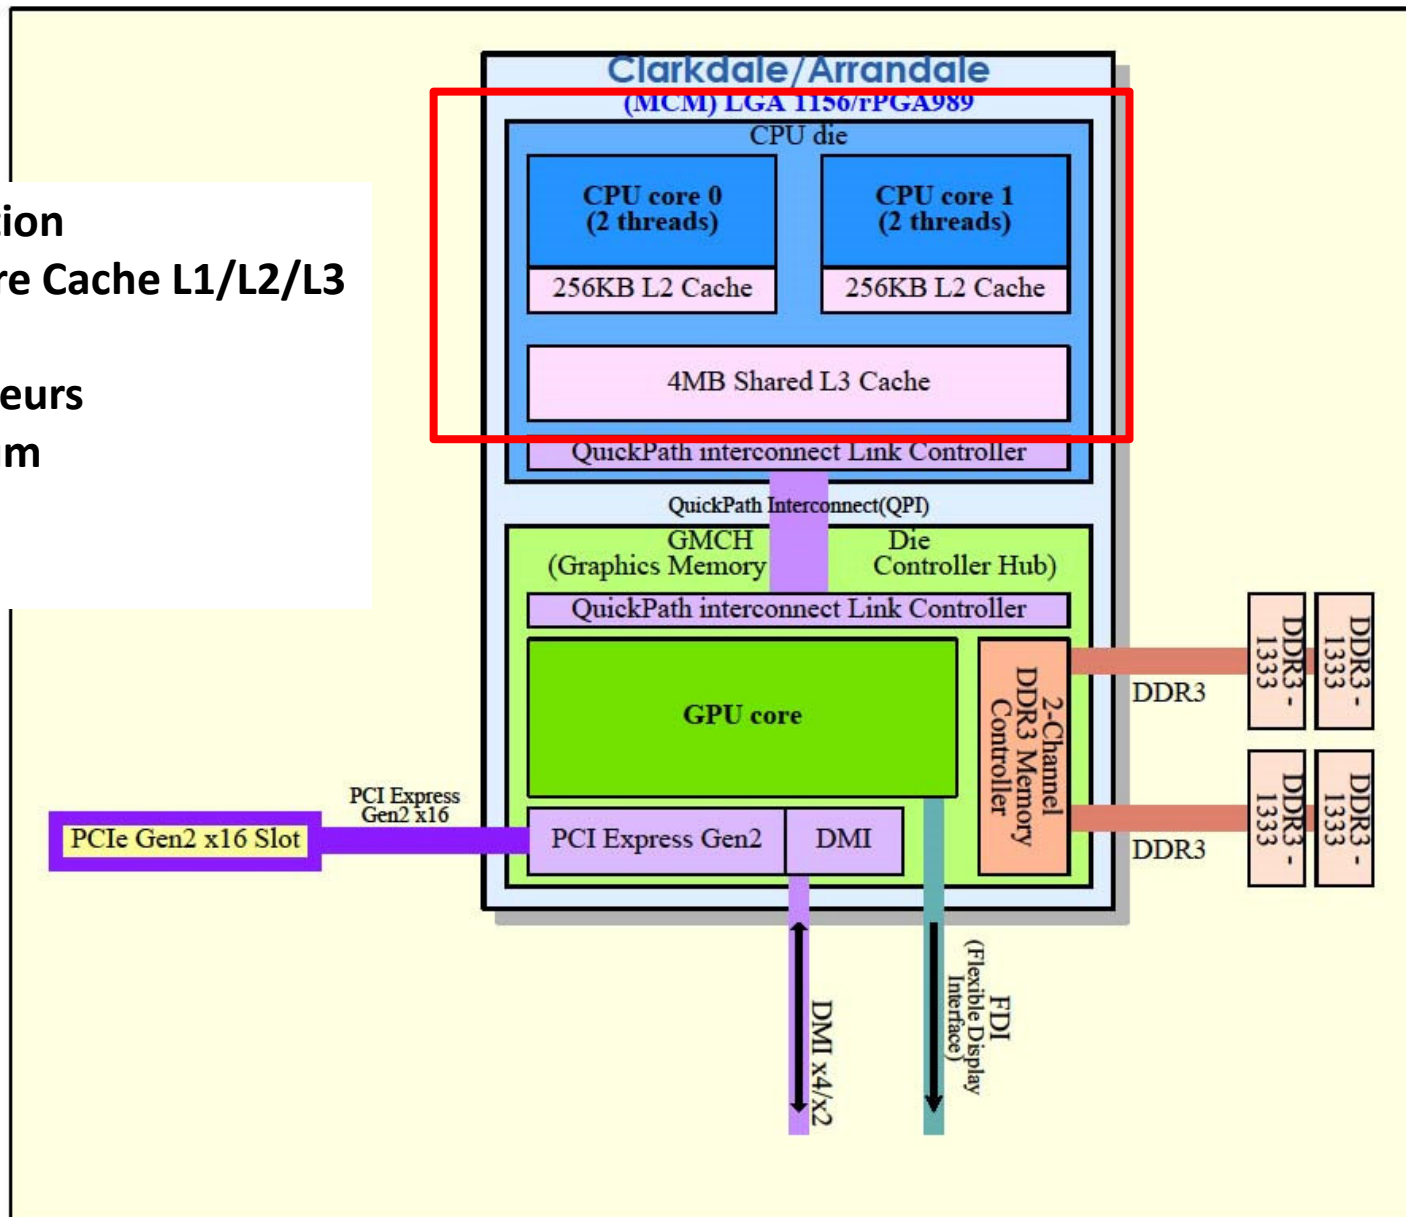 Clarkdale/Arrandale
(MCM) LGA 1156/rPGA989
CPU die
CPU core 0
(2 threads)
CPU core 1
(2 threads)
256KB L2 Cache
256KB L2 Cache
4MB Shared L3 Cache
QuickPath interconnect Link Controller
tion
re Cache L1/L2/L3
eurs
um
QuickPath Interconnect(QPI)
GMCH Die
(Graphics Memory Controller Hub)
QuickPath interconnect Link Controller
GPU core
2-Channel
DDR3 Memory
Controller
DDR3
DDR3 -
1333
DDR3 -
1333
DDR3
DDR3 -
1333
DDR3 -
1333
PCI Express
Gen2 x16
PCIe Gen2 x16 Slot
PCI Express Gen2
DMI
DMI x4/x2
FDI
(Flexible Display
Interface)